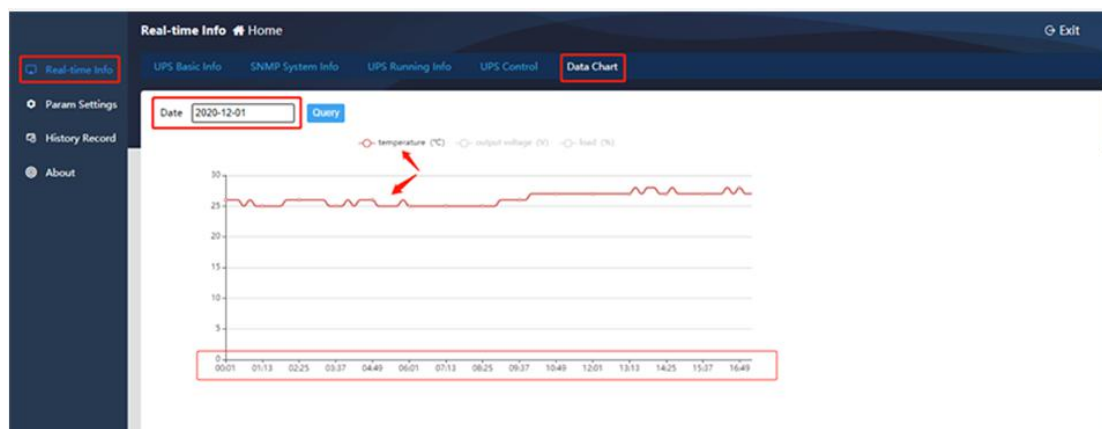 Real-time Info Home Exit
Real-time Info
UPS Basic Info SNMP System Info UPS Running Info UPS Control Data Chart
Param Settings
Date 2020-12-01 Query
History Record
temperature (℃) output voltage (V) load (%)
About
30
25
20
15
10
5
0
00:01 01:13 02:25 03:37 04:49 06:01 07:13 08:25 09:37 10:49 12:01 13:13 14:25 15:37 16:49